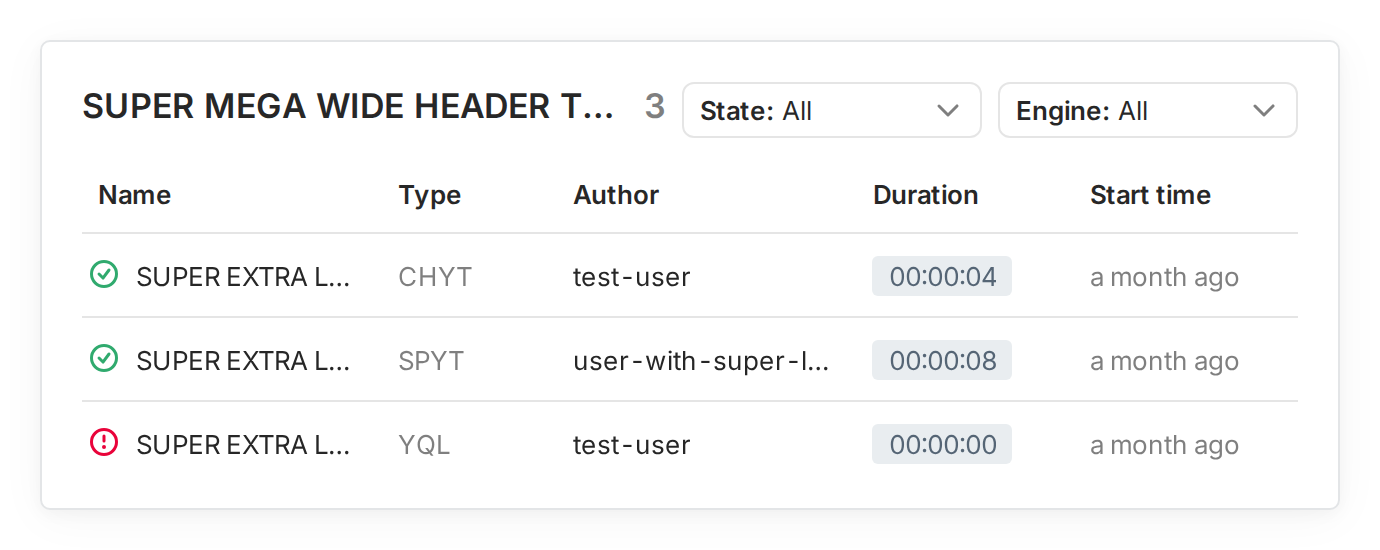 SUPER MEGA WIDE HEADER T... 3 State: All Engine: All
Name Type Author Duration Start time
SUPER EXTRA L... CHYT test-user 00:00:04 a month ago
SUPER EXTRA L... SPYT user-with-super-l... 00:00:08 a month ago
SUPER EXTRA L... YQL test-user 00:00:00 a month ago